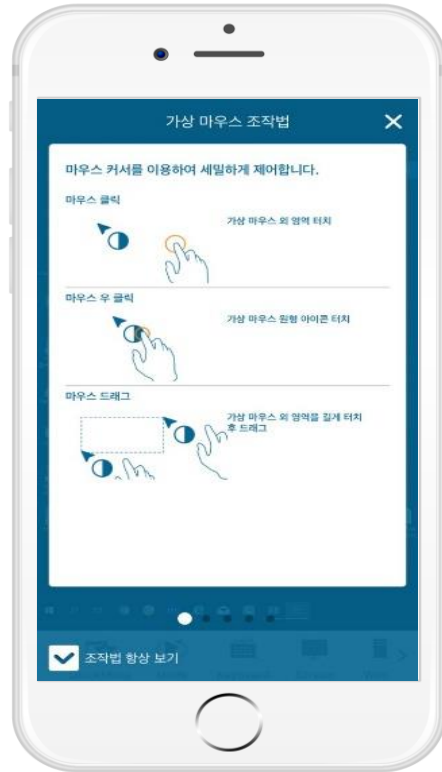 가상 마우스 조작법
마우스 커서를 이용하여 세밀하게 제어합니다.
마우스 클릭
가상 마우스 외 영역 터치
마우스 우 클릭
가상 마우스 원형 아이콘 터치
마우스 드래그
가상 마우스 외 영역을 길게 터치
후 드래그
조작법 항상 보기